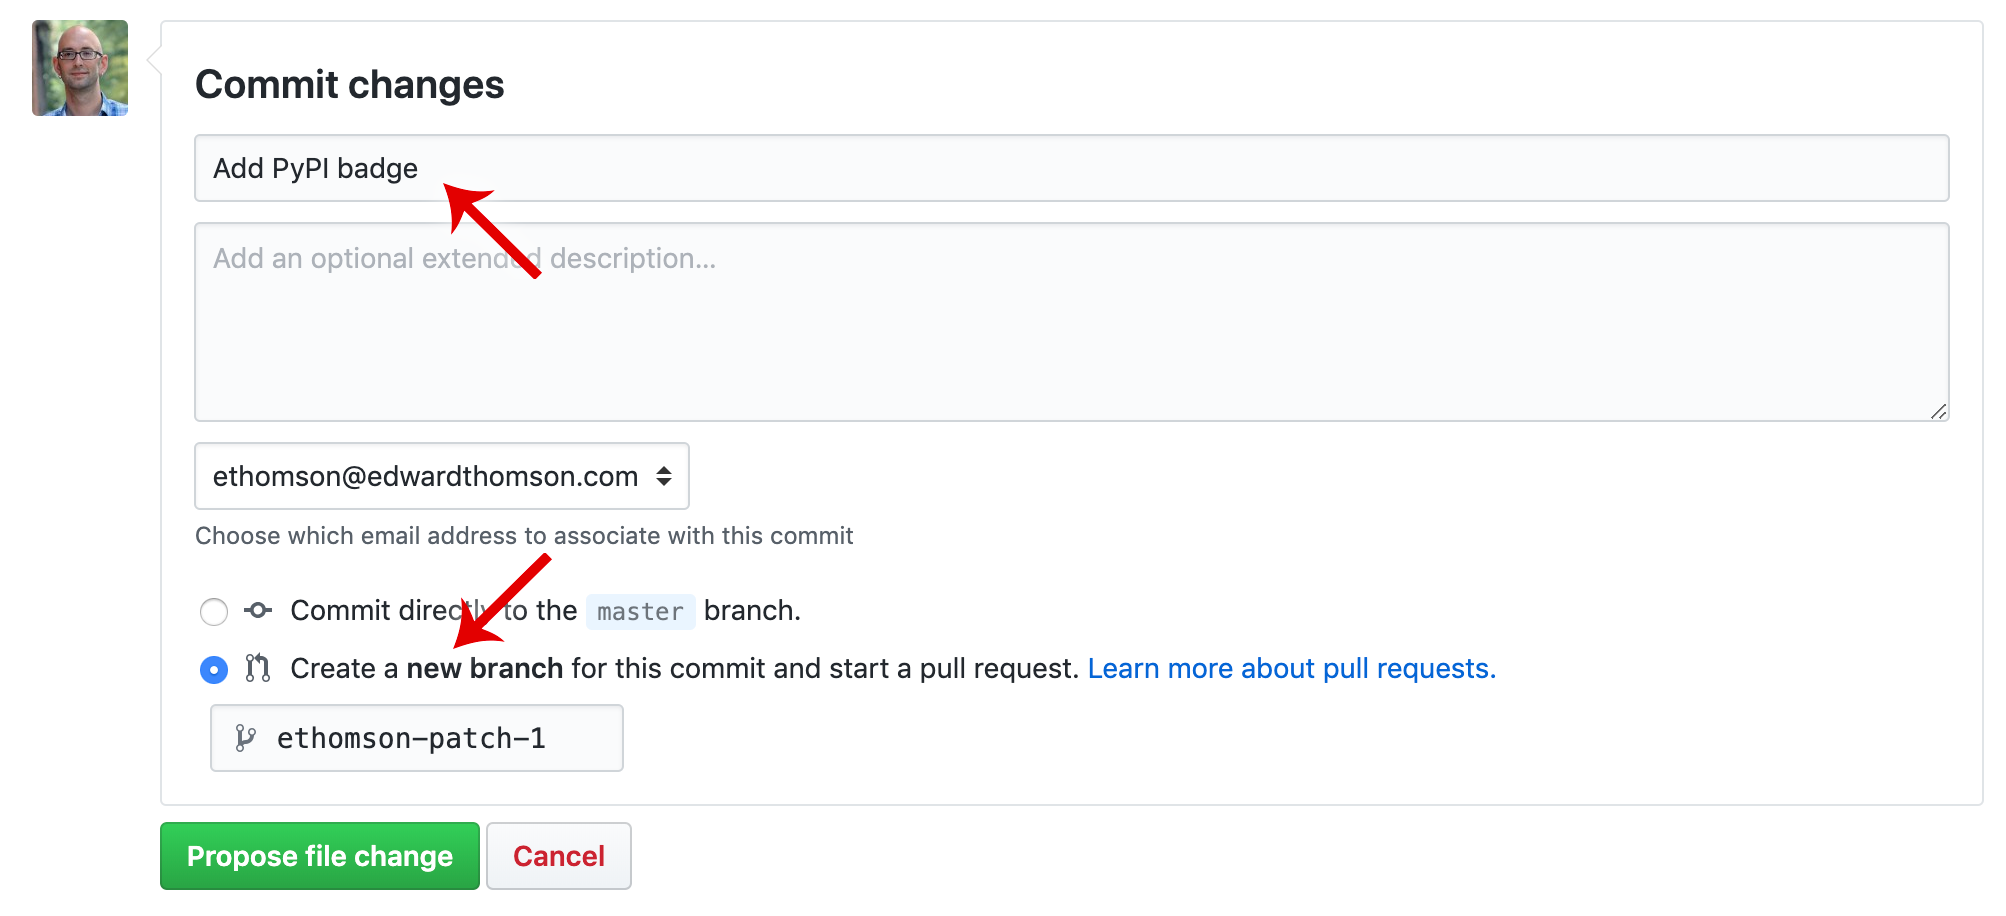 Commit changes
Add PyPI badge
Add an optional extended description...
ethomson@edwardthomson.com
Choose which email address to associate with this commit
Commit directly to the master branch.
Create a new branch for this commit and start a pull request. Learn more about pull requests.
ethomson-patch-1
Propose file change Cancel